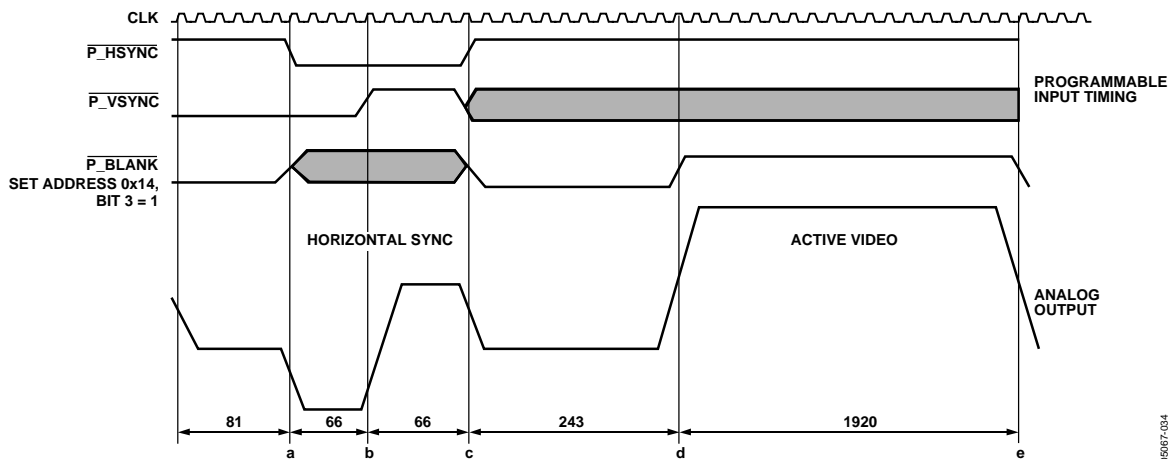 CLK
P_HSYNC
PROGRAMMABLE
INPUT TIMING
P_VSYNC
P_BLANK
SET ADDRESS 0x14,
BIT 3 = 1
HORIZONTAL SYNC
ACTIVE VIDEO
ANALOG
OUTPUT
81 66 66 243 1920
a b c d e
05067-034